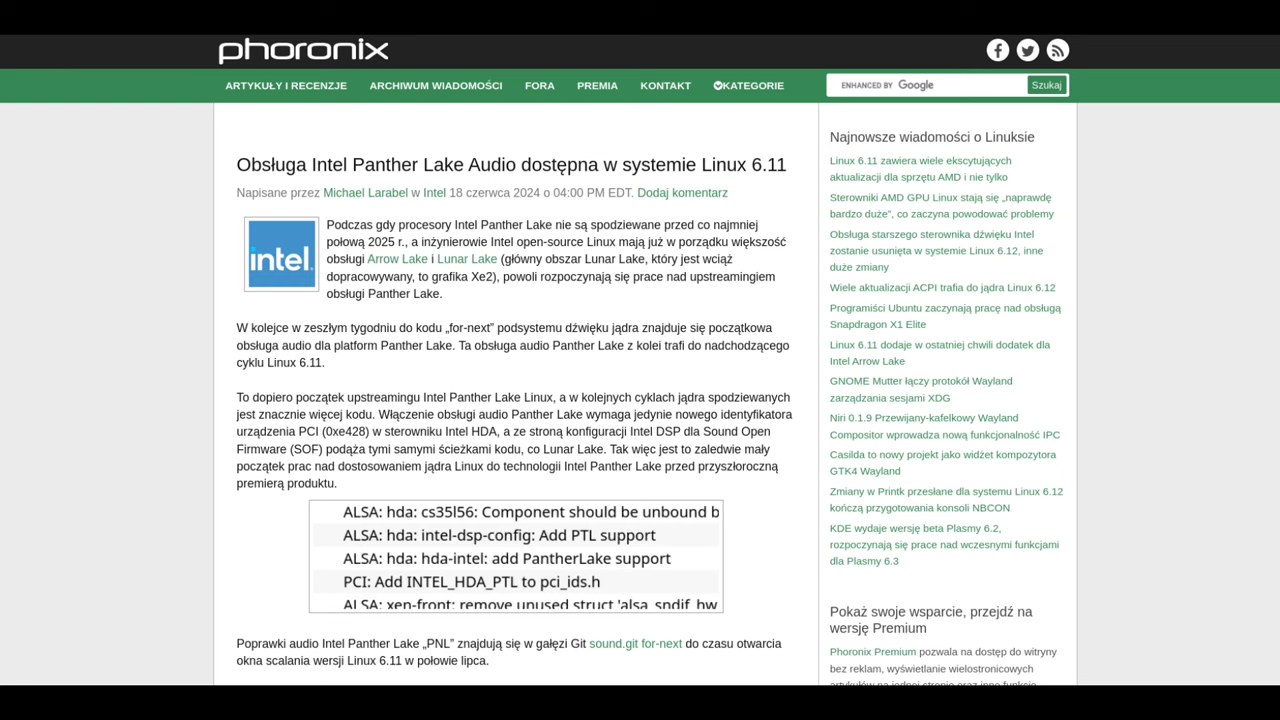 phoronix
ARTYKUŁY I RECENZJE ARCHIWUM WIADOMOŚCI FORA PREMIA KONTAKT KATEGORIE ENHANCED BY Google Szukaj
Obsługa Intel Panther Lake Audio dostępna w systemie Linux 6.11
Napisane przez Michael Larabel w Intel 18 czerwca 2024 o 04:00 PM EDT. Dodaj komentarz
intel.
Podczas gdy procesory Intel Panther Lake nie są spodziewane przed co najmniej
połową 2025 r., a inżynierowie Intel open-source Linux mają już w porządku większość
obsługi Arrow Lake i Lunar Lake (główny obszar Lunar Lake, który jest wciąż
dopracowywany, to grafika Xe2), powoli rozpoczynają się prace nad upstreamingiem
obsługi Panther Lake.
W kolejce w zeszłym tygodniu do kodu „for-next” podsystemu dźwięku jądra znajduje się początkowa
obsługa audio dla platform Panther Lake. Ta obsługa audio Panther Lake z kolei trafi do nadchodzącego
cyklu Linux 6.11.
To dopiero początek upstreamingu Intel Panther Lake Linux, a w kolejnych cyklach jądra spodziewanych
jest znacznie więcej kodu. Włączenie obsługi audio Panther Lake wymaga jedynie nowego identyfikatora
urządzenia PCI (0xe428) w sterowniku Intel HDA, a ze stroną konfiguracji Intel DSP dla Sound Open
Firmware (SOF) podąża tymi samymi ścieżkami kodu, co Lunar Lake. Tak więc jest to zaledwie mały
początek prac nad dostosowaniem jądra Linux do technologii Intel Panther Lake przed przyszłoroczną
premierą produktu.
ALSA: hda: cs35l56: Component should be unbound b
ALSA: hda: intel-dsp-config: Add PTL support
ALSA: hda: hda-intel: add PantherLake support
PCI: Add INTEL_HDA_PTL to pci_ids.h
ALSA: xen-front: remove unused struct 'alsa_sndif_hw
Poprawki audio Intel Panther Lake „PNL” znajdują się w gałęzi Git sound.git for-next do czasu otwarcia
okna scalania wersji Linux 6.11 w połowie lipca.
Najnowsze wiadomości o Linuksie
Linux 6.11 zawiera wiele ekscytujących
aktualizacji dla sprzętu AMD i nie tylko
Sterowniki AMD GPU Linux stają się „naprawdę
bardzo duże”, co zaczyna powodować problemy
Obsługa starszego sterownika dźwięku Intel
zostanie usunięta w systemie Linux 6.12, inne
duże zmiany
Wiele aktualizacji ACPI trafia do jądra Linux 6.12
Programiści Ubuntu zaczynają pracę nad obsługą
Snapdragon X1 Elite
Linux 6.11 dodaje w ostatniej chwili dodatek dla
Intel Arrow Lake
GNOME Mutter łączy protokół Wayland
zarządzania sesjami XDG
Niri 0.1.9 Przewijany-kafelkowy Wayland
Compositor wprowadza nową funkcjonalność IPC
Casilda to nowy projekt jako widżet kompozytora
GTK4 Wayland
Zmiany w Printk przesłane dla systemu Linux 6.12
kończą przygotowania konsoli NBCON
KDE wydaje wersję beta Plasmy 6.2,
rozpoczynają się prace nad wczesnymi funkcjami
dla Plasmy 6.3
Pokaż swoje wsparcie, przejdź na
wersję Premium
Phoronix Premium pozwala na dostęp do witryny
bez reklam, wyświetlanie wielostronicowych
artykułów na jednej stronie oraz inne funkcje